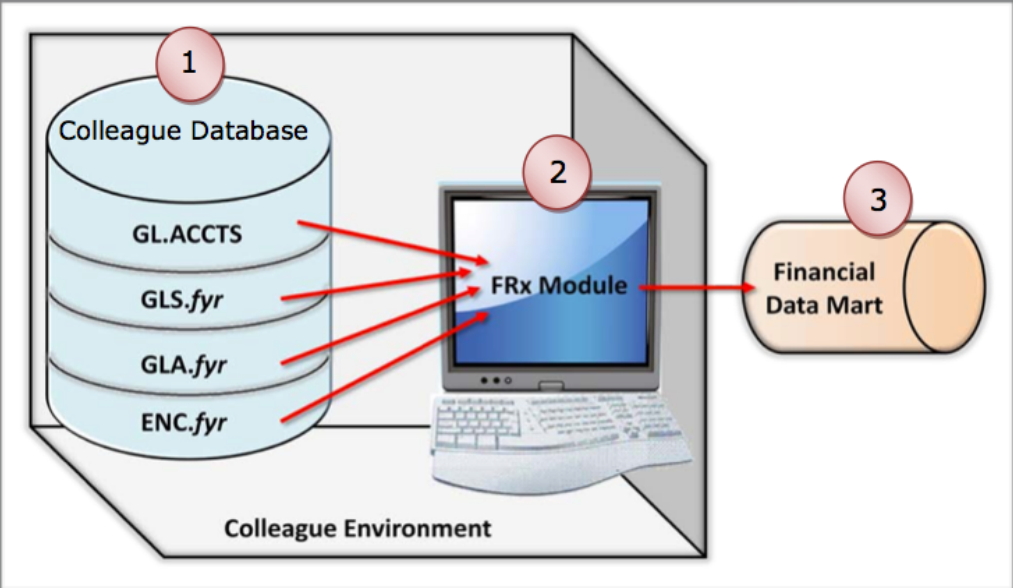 1
Colleague Database
GL.ACCTS
GLS.fyr
GLA.fyr
ENC.fyr
2
FRx Module
3
Financial
Data Mart
Colleague Environment